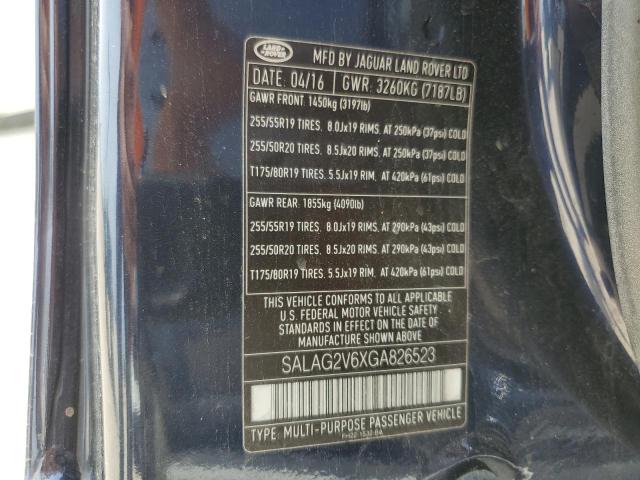 LAND ROVER
MFD BY JAGUAR LAND ROVER LTD
DATE: 04/16 GWR: 3260KG (7187LB)
GAWR FRONT: 1450kg (3197lb)
255/55R19 TIRES. 8.0Jx19 RIMS. AT 250kPa (37psi) COLD
255/50R20 TIRES. 8.5Jx20 RIMS. AT 250kPa (37psi) COLD
T175/80R19 TIRES. 5.5Jx19 RIM. AT 420kPa (61psi) COLD
GAWR REAR: 1855kg (4090lb)
255/55R19 TIRES. 8.0Jx19 RIMS. AT 290kPa (43psi) COLD
255/50R20 TIRES. 8.5Jx20 RIMS. AT 290kPa (43psi) COLD
T175/80R19 TIRES. 5.5Jx19 RIM. AT 420kPa (61psi) COLD
THIS VEHICLE CONFORMS TO ALL APPLICABLE
U.S. FEDERAL MOTOR VEHICLE SAFETY
STANDARDS IN EFFECT ON THE DATE OF
MANUFACTURE SHOWN ABOVE.
SALAG2V6XGA826523
TYPE: MULTI-PURPOSE PASSENGER VEHICLE